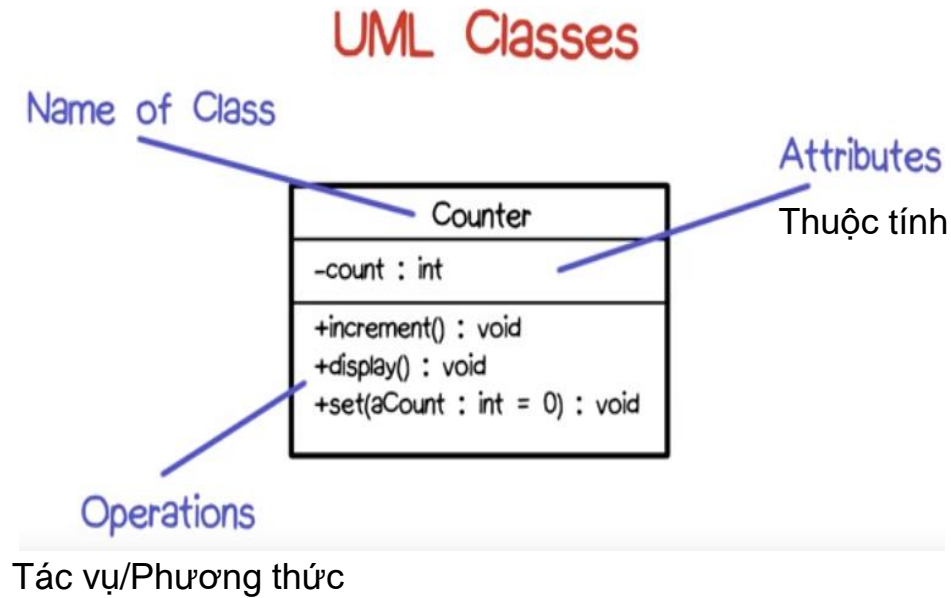 UML Classes
Name of Class
Attributes
Thuộc tính
Counter
-count : int
+increment() : void
+display() : void
+set(aCount : int = 0) : void
Operations
Tác vụ/Phương thức